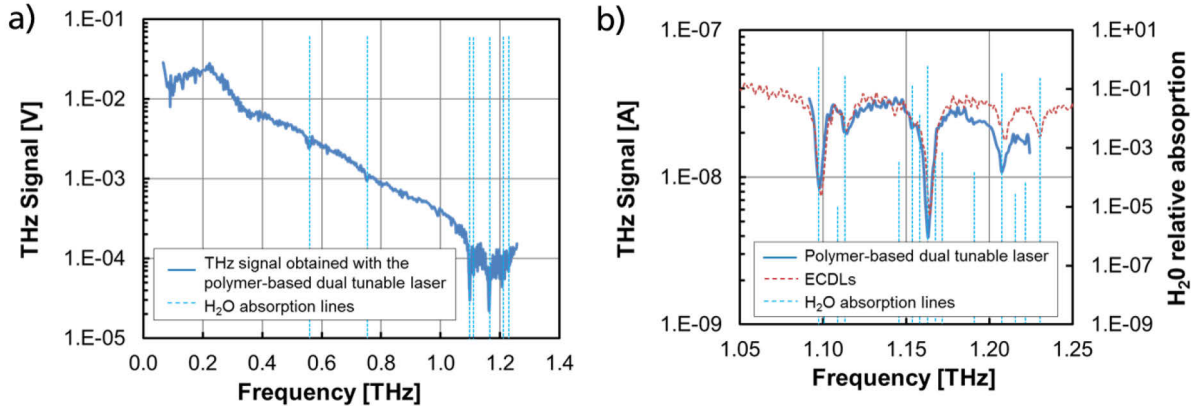 a)
1.E-01
1.E-02
1.E-03
1.E-04
1.E-05
THz Signal [V]
THz signal obtained with the
polymer-based dual tunable laser
H2O absorption lines
0.0 0.2 0.4 0.6 0.8 1.0 1.2 1.4
Frequency [THz]
b)
1.E-07
1.E-08
1.E-09
THz Signal [A]
1.E+01
1.E-01
1.E-03
1.E-05
1.E-07
1.E-09
H20 relative absoprtion
Polymer-based dual tunable laser
ECDLs
H2O absorption lines
1.05 1.10 1.15 1.20 1.25
Frequency [THz]